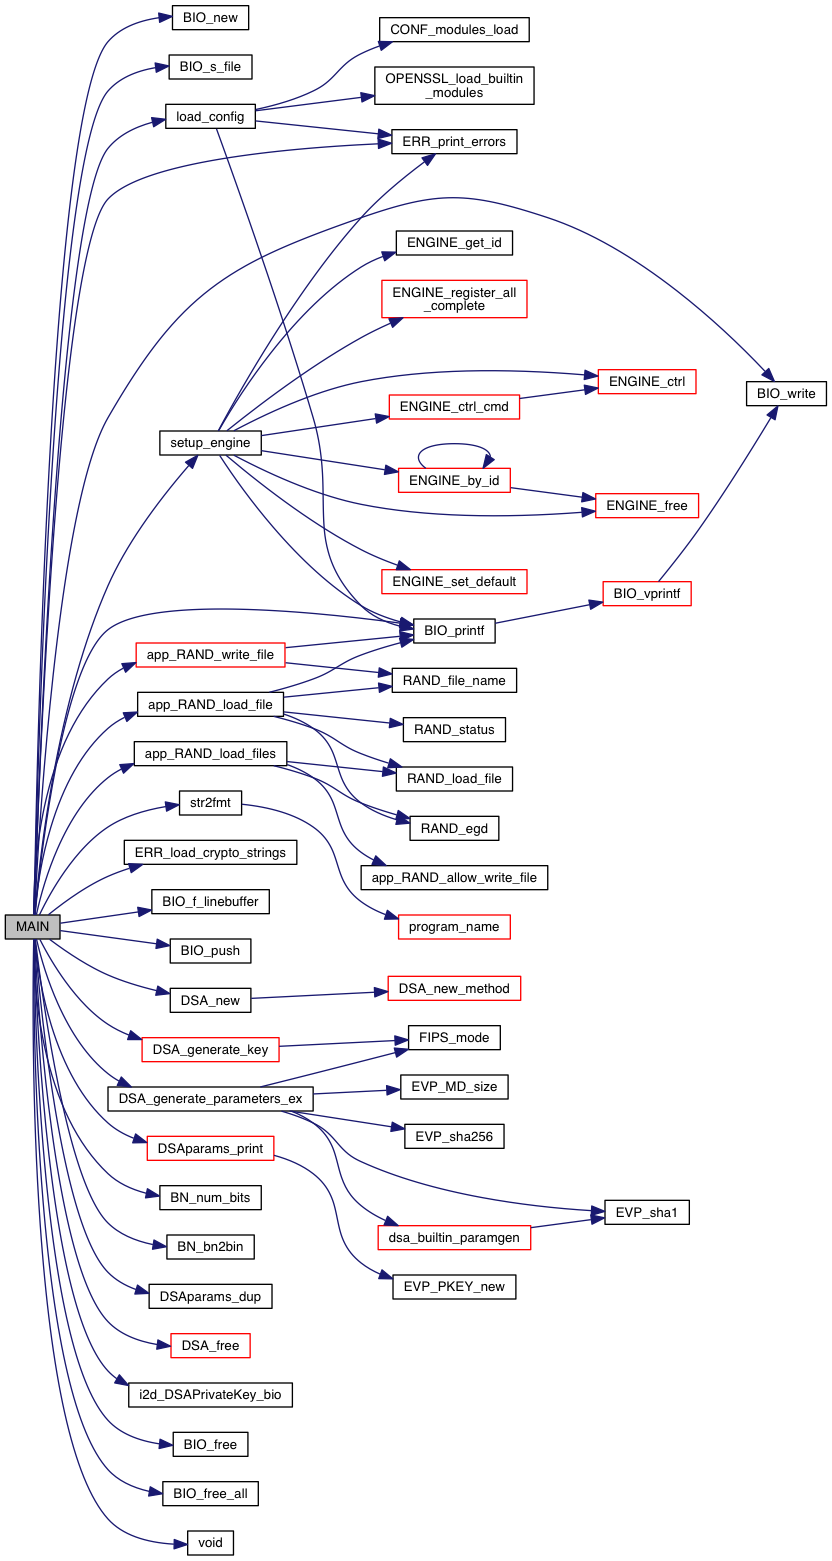 BIO_new
CONF_modules_load
BIO_s_file
OPENSSL_load_builtin
_modules
load_config
ERR_print_errors
ENGINE_get_id
ENGINE_register_all
_complete
ENGINE_ctrl
BIO_write
ENGINE_ctrl_cmd
setup_engine
ENGINE_by_id
ENGINE_free
ENGINE_set_default
BIO_vprintf
BIO_printf
app_RAND_write_file
RAND_file_name
app_RAND_load_file
RAND_status
app_RAND_load_files
RAND_load_file
str2fmt
RAND_egd
ERR_load_crypto_strings
app_RAND_allow_write_file
BIO_f_linebuffer
MAIN
program_name
BIO_push
DSA_new
DSA_new_method
FIPS_mode
DSA_generate_key
EVP_MD_size
DSA_generate_parameters_ex
EVP_sha256
DSAparams_print
BN_num_bits
EVP_sha1
dsa_builtin_paramgen
BN_bn2bin
EVP_PKEY_new
DSAparams_dup
DSA_free
i2d_DSAPrivateKey_bio
BIO_free
BIO_free_all
void